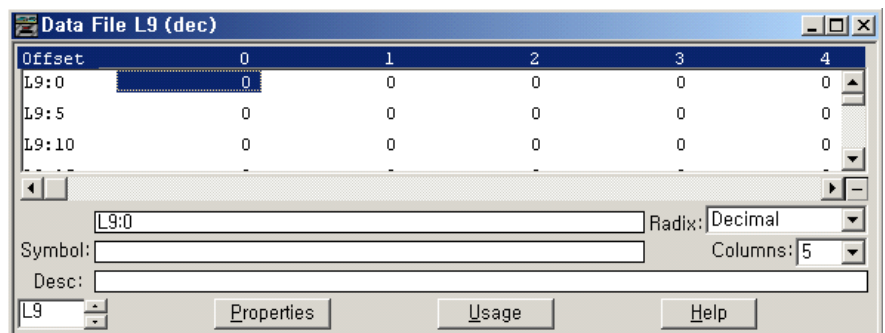 Data File L9 (dec)
Offset 0 1 2 3 4
L9:0 0 0 0 0 0
L9:5 0 0 0 0 0
L9:10 0 0 0 0 0
L9:0
Radix: Decimal
Symbol:
Columns: 5
Desc:
L9 Properties Usage Help